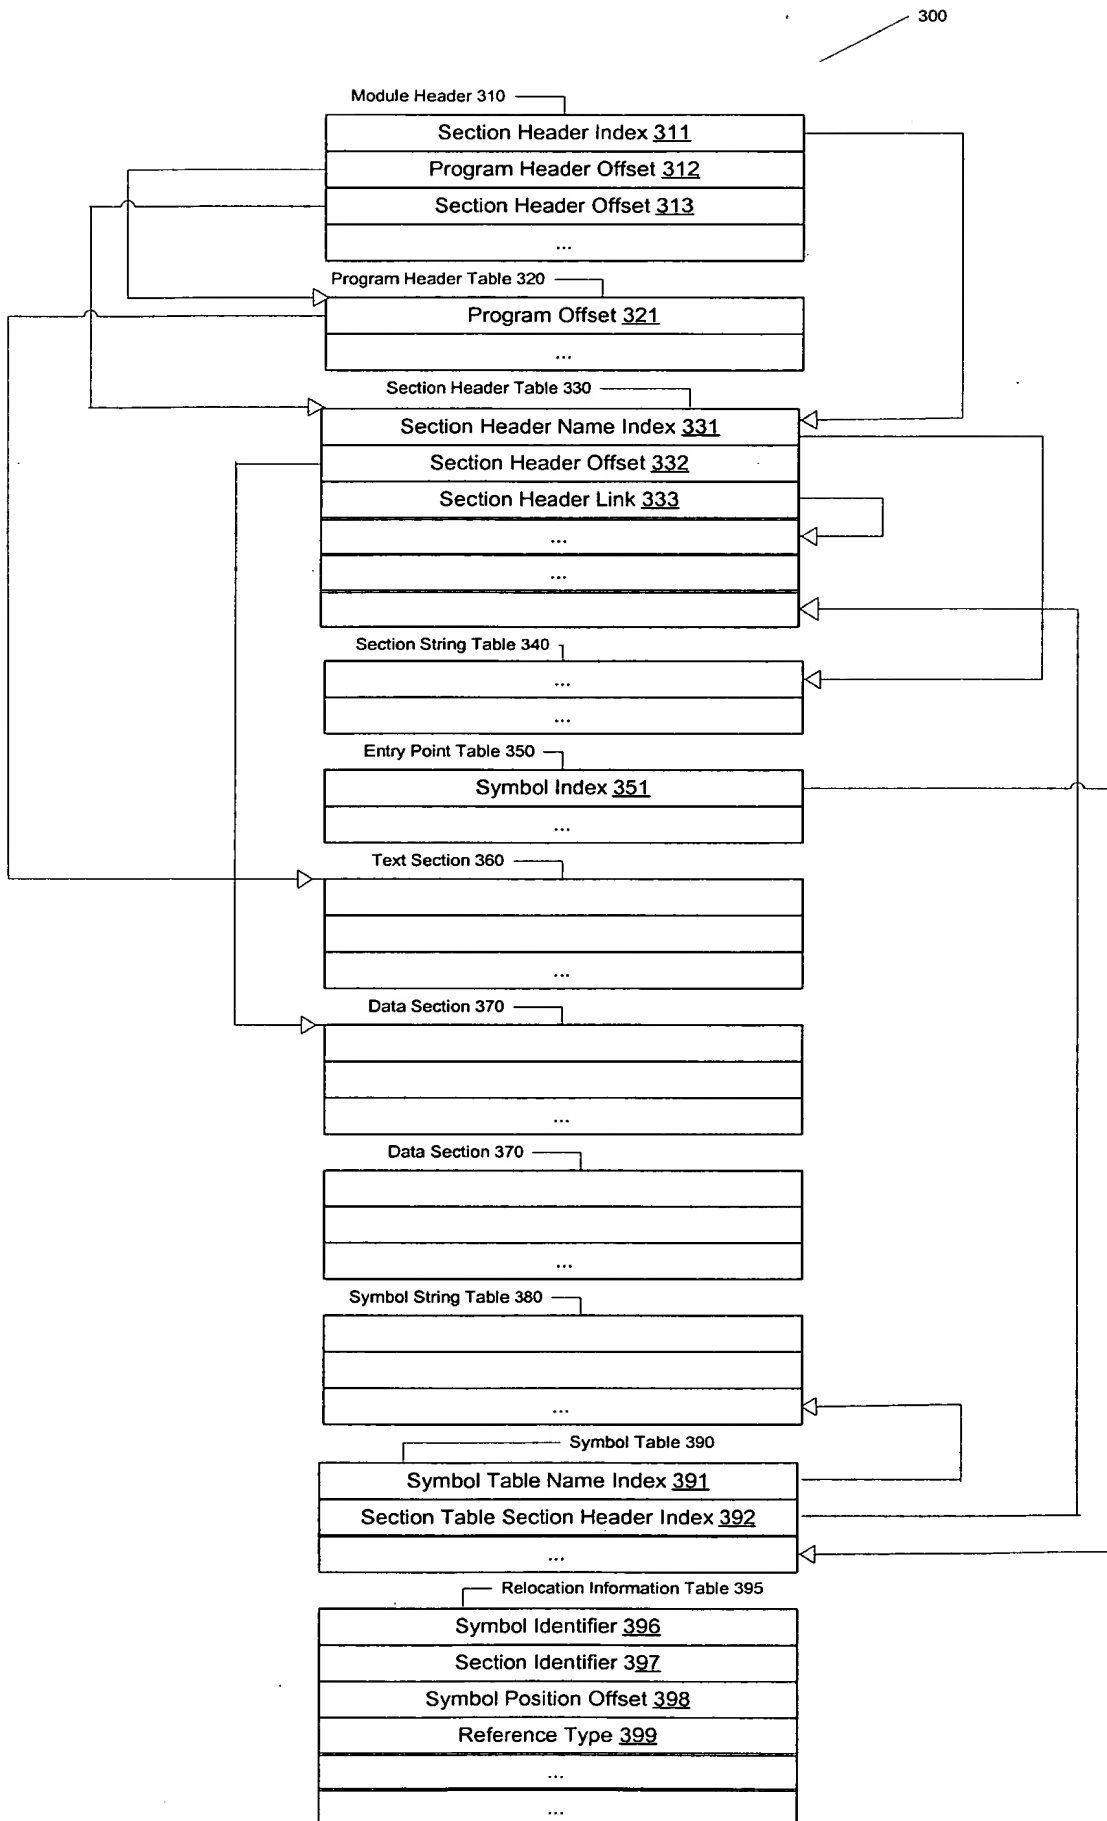 300
Module Header 310
Section Header Index 311
Program Header Offset 312
Section Header Offset 313
...
Program Header Table 320
Program Offset 321
...
Section Header Table 330
Section Header Name Index 331
Section Header Offset 332
Section Header Link 333
...
...
Section String Table 340
...
...
Entry Point Table 350
Symbol Index 351
...
Text Section 360
...
Data Section 370
...
Data Section 370
...
Symbol String Table 380
...
Symbol Table 390
Symbol Table Name Index 391
Section Table Section Header Index 392
...
Relocation Information Table 395
Symbol Identifier 396
Section Identifier 397
Symbol Position Offset 398
Reference Type 399
...
...